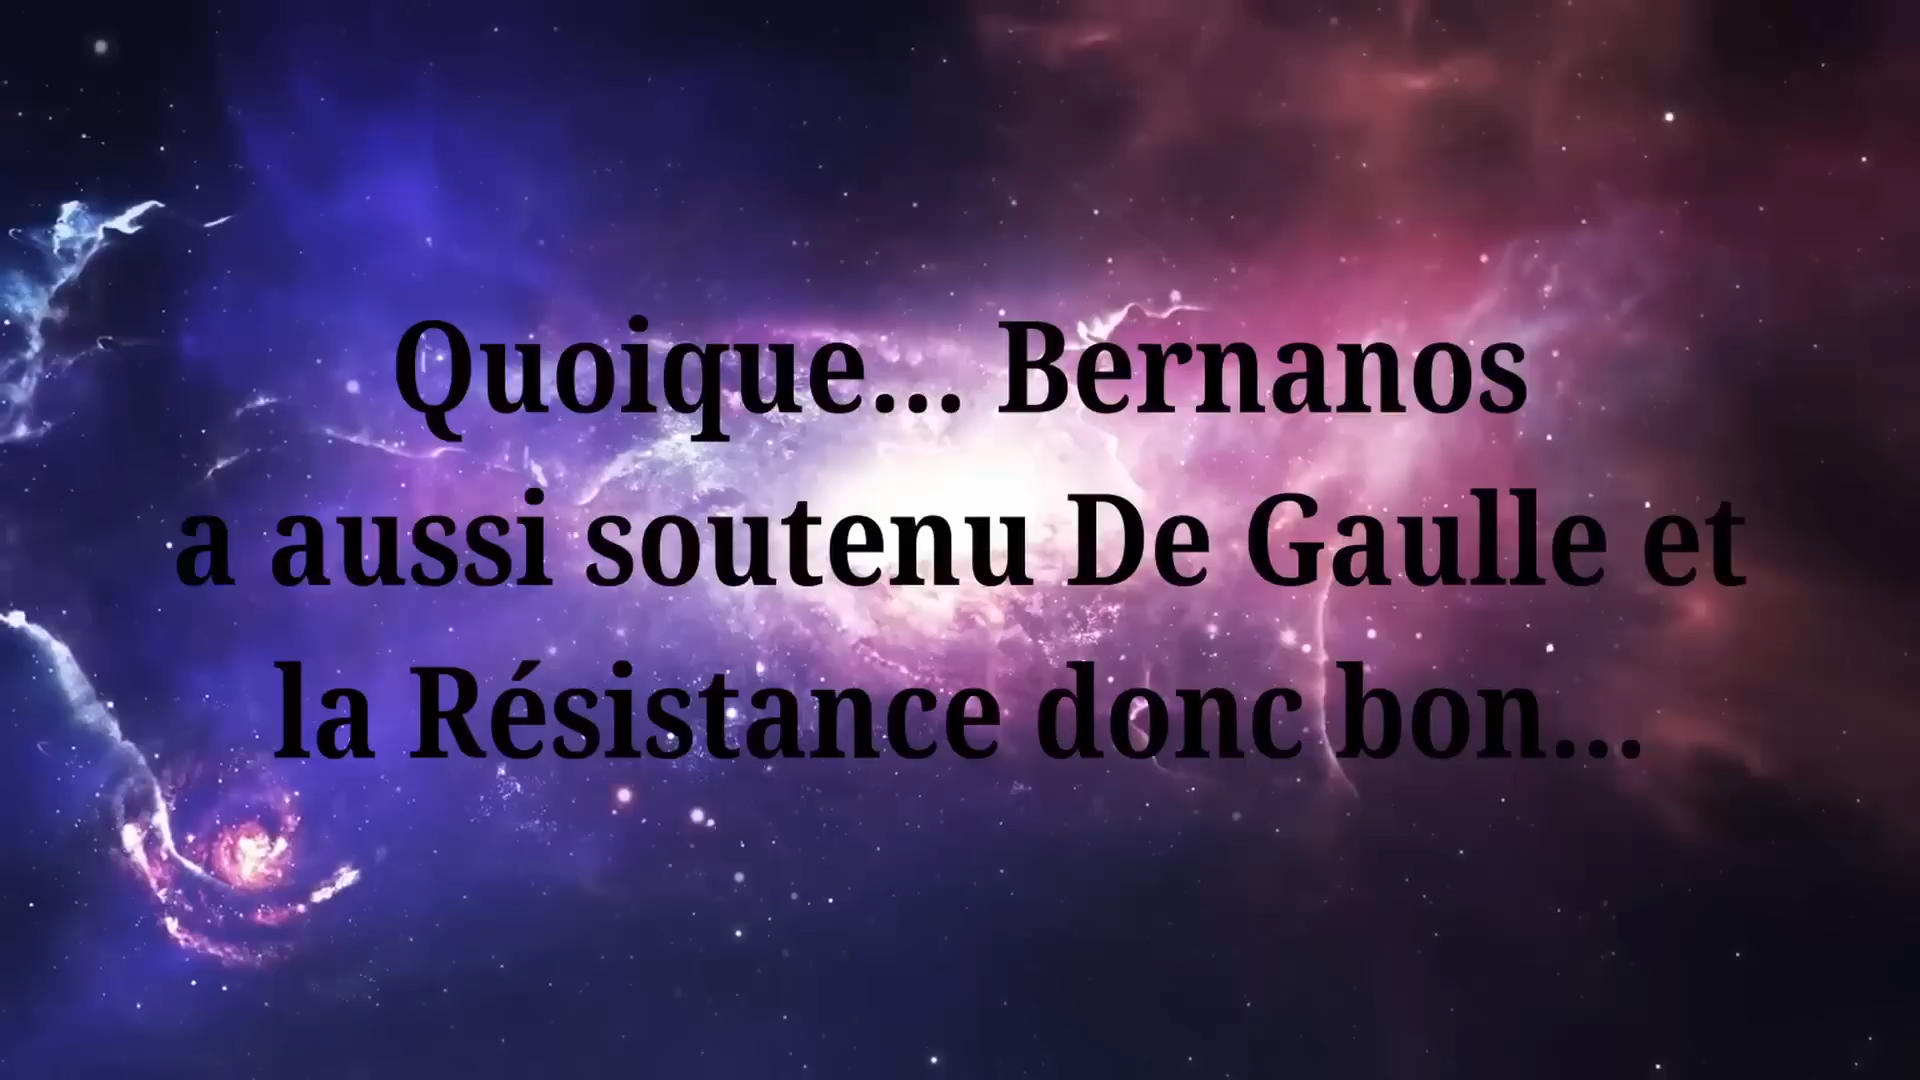 Quoique... Bernanos
a aussi soutenu De Gaulle et
la Résistance donc bon...